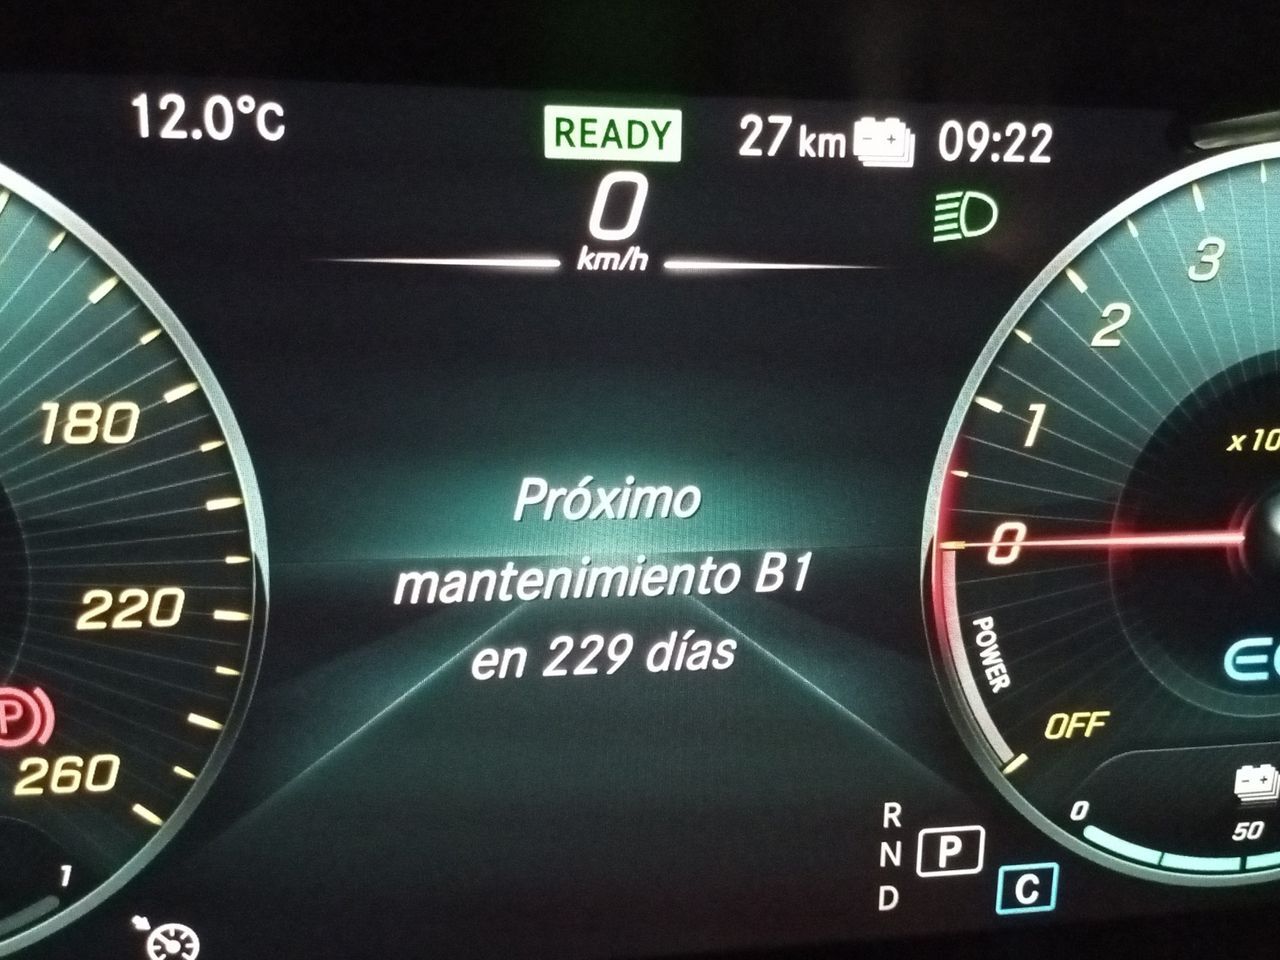 12.0°C
READY
27 km
09:22
0
km/h
Próximo
mantenimiento B1
en 229 días
180
220
260
P
1
3
2
1
0
POWER
OFF
0
50
R
N
D
P
C